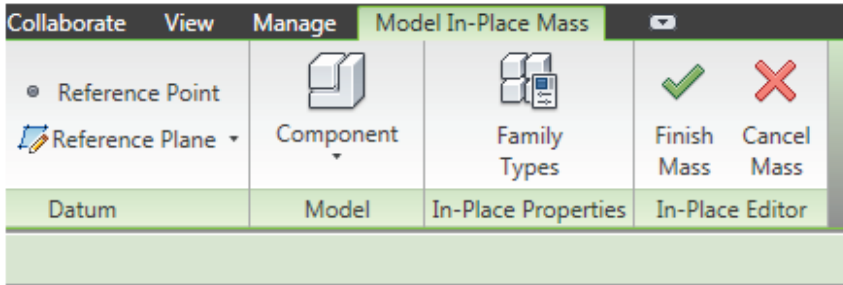 Collaborate View Manage Model In-Place Mass
Reference Point
Reference Plane
Component
Family
Types
Finish
Mass
Cancel
Mass
Datum Model In-Place Properties In-Place Editor